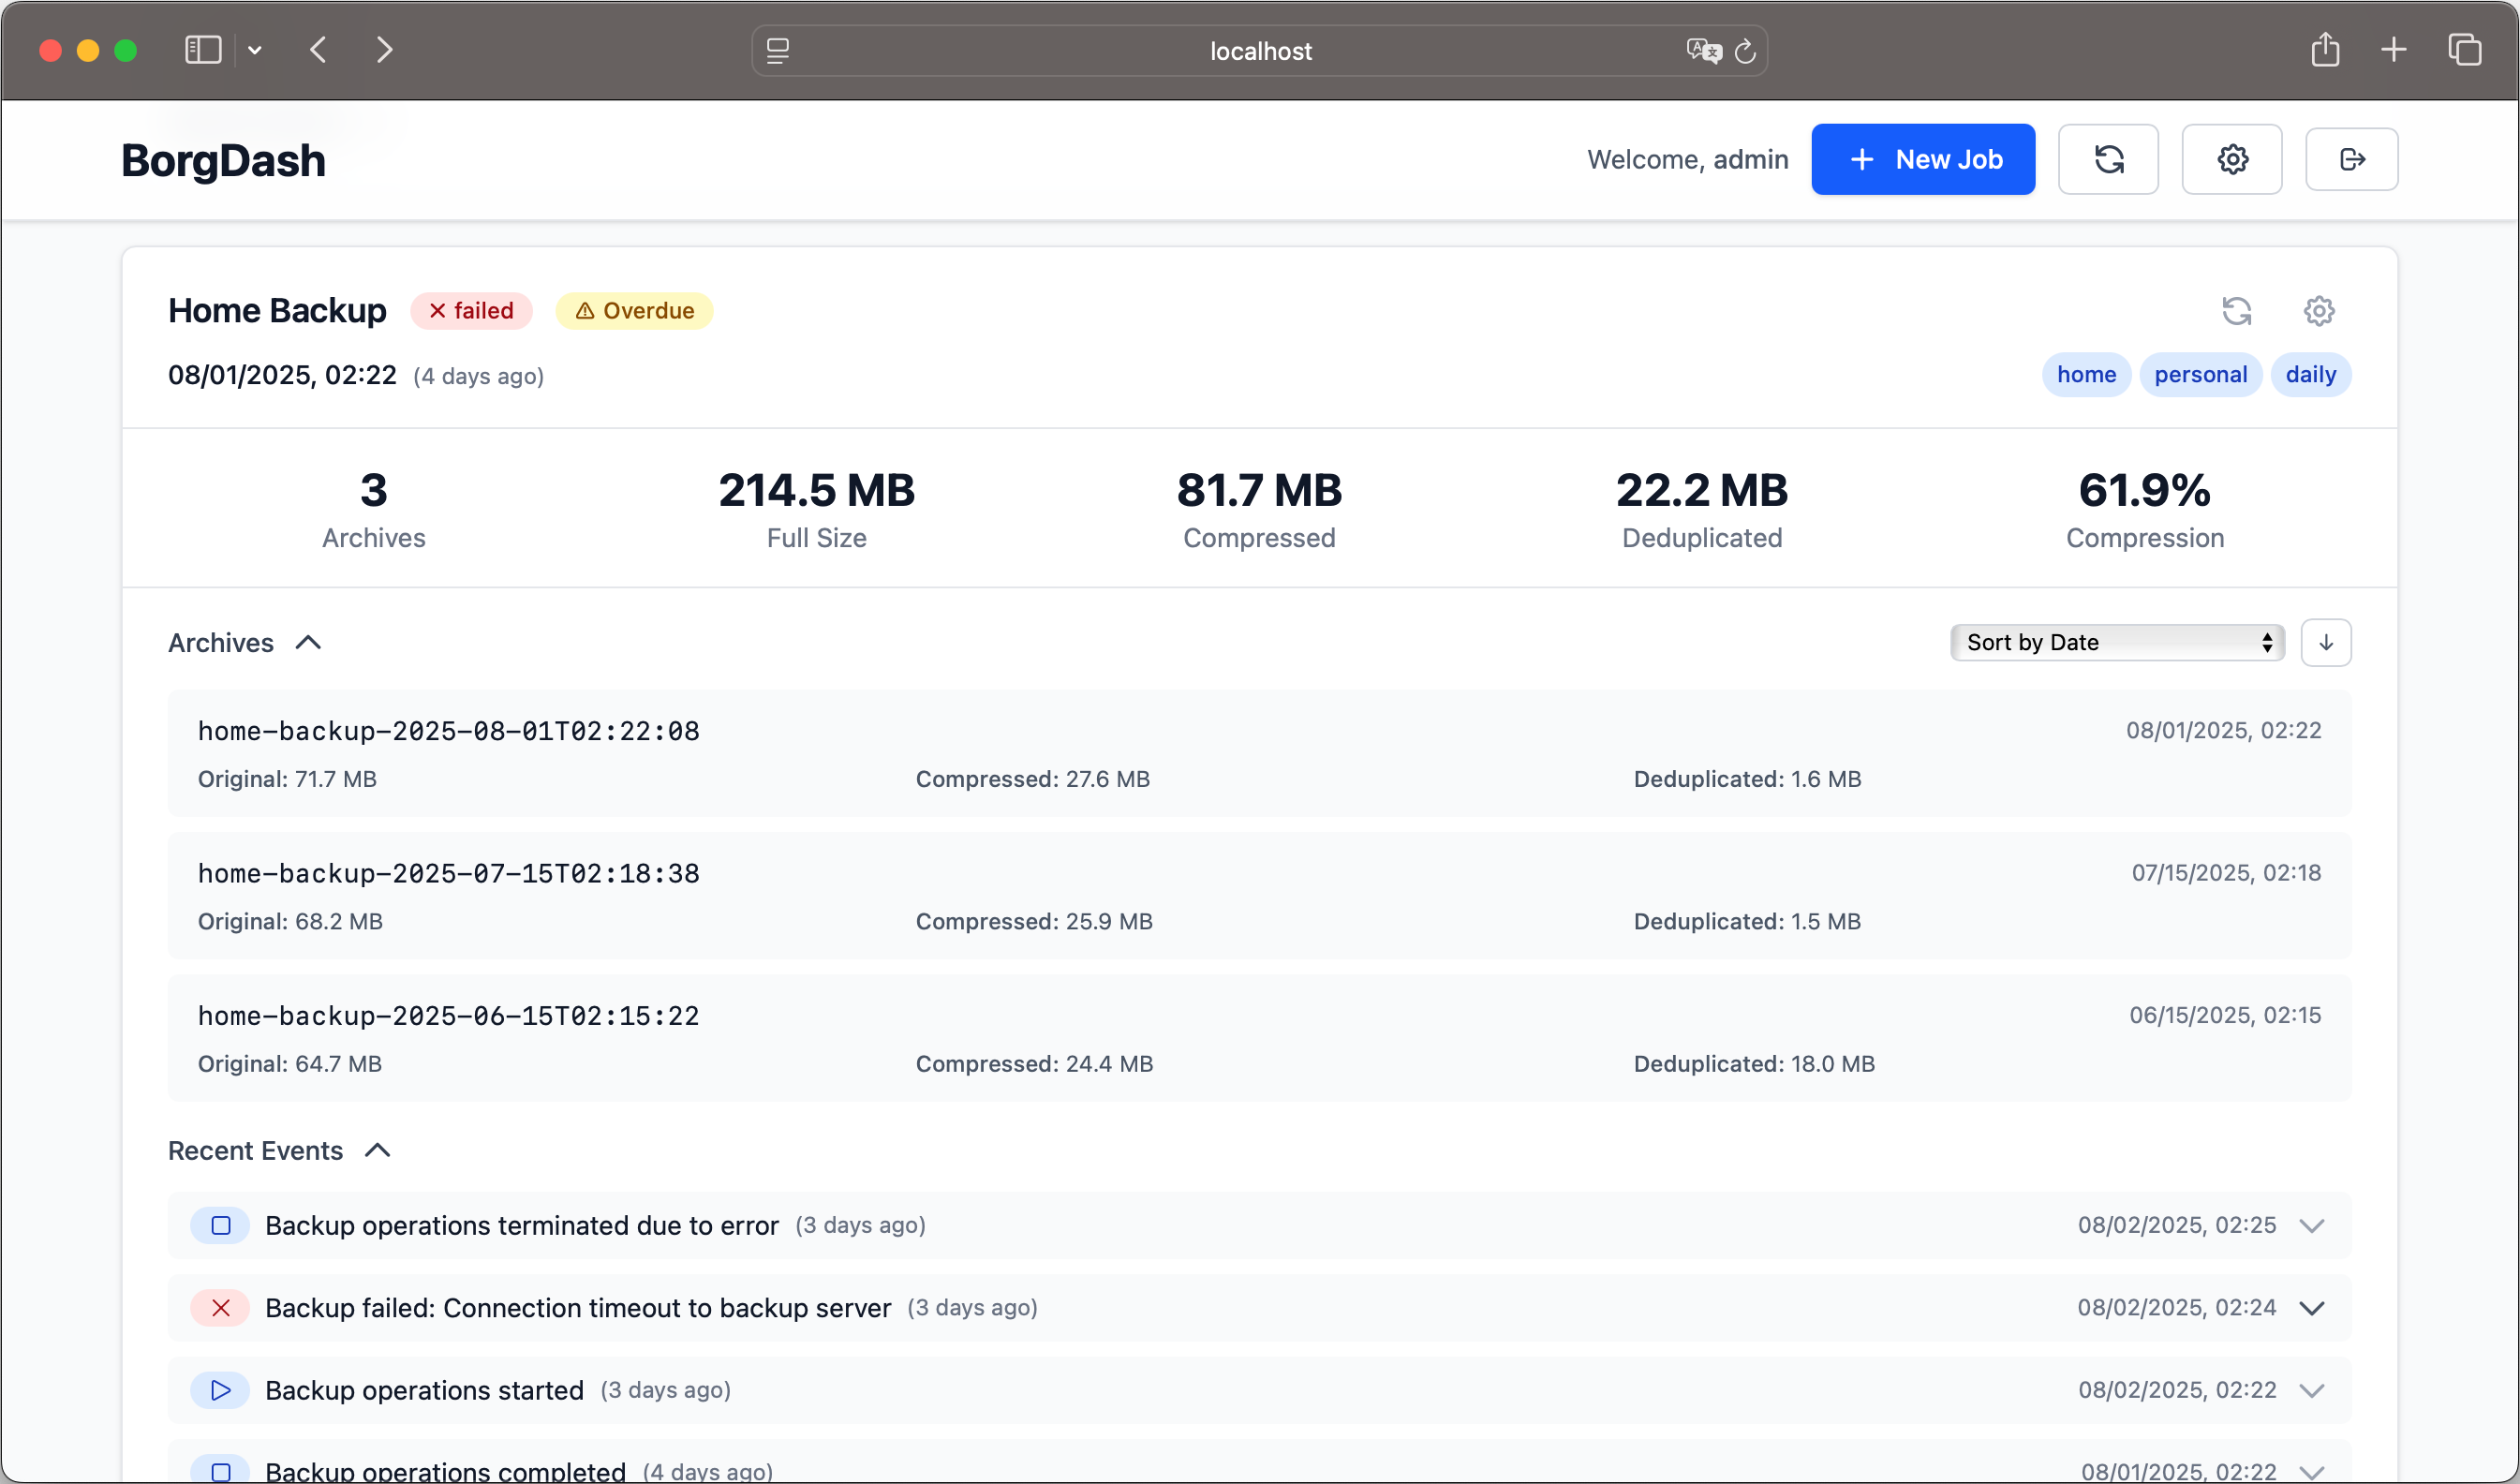 localhost
BorgDash
Welcome, admin
New Job
Home Backup
failed
Overdue
08/01/2025, 02:22 (4 days ago)
home personal daily
3 214.5 MB 81.7 MB 22.2 MB 61.9%
Archives Full Size Compressed Deduplicated Compression
Archives
Sort by Date
home-backup-2025-08-01T02:22:08 08/01/2025, 02:22
Original: 71.7 MB Compressed: 27.6 MB Deduplicated: 1.6 MB
home-backup-2025-07-15T02:18:38 07/15/2025, 02:18
Original: 68.2 MB Compressed: 25.9 MB Deduplicated: 1.5 MB
home-backup-2025-06-15T02:15:22 06/15/2025, 02:15
Original: 64.7 MB Compressed: 24.4 MB Deduplicated: 18.0 MB
Recent Events
Backup operations terminated due to error (3 days ago) 08/02/2025, 02:25
Backup failed: Connection timeout to backup server (3 days ago) 08/02/2025, 02:24
Backup operations started (3 days ago) 08/02/2025, 02:22
Backup operations completed (4 days ago) 08/01/2025, 02:22